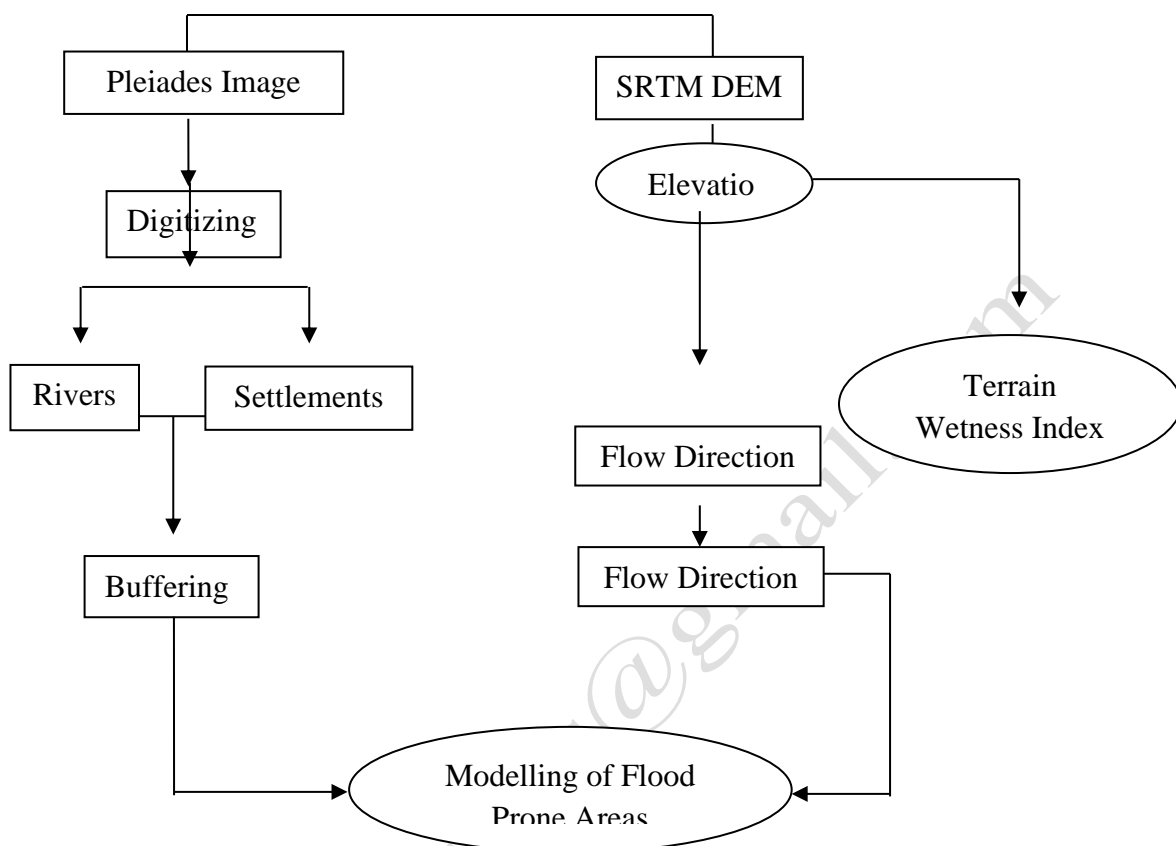 Pleiades Image
SRTM DEM
Elevatio
Digitizing
Rivers
Settlements
Terrain
Wetness Index
Flow Direction
Flow Direction
Buffering
Modelling of Flood
Prone Areas
@gmail
m